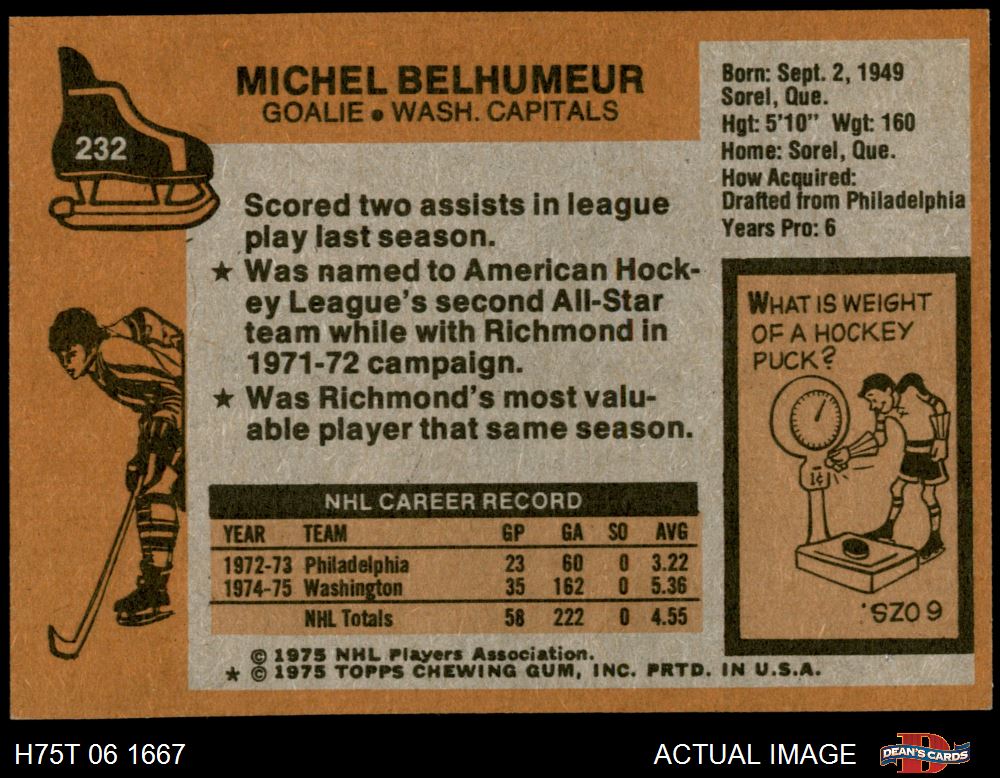 232
MICHEL BELHUMEUR
GOALIE • WASH. CAPITALS
Born: Sept. 2, 1949
Sorel, Que.
Hgt: 5'10" Wgt: 160
Home: Sorel, Que.
How Acquired:
Drafted from Philadelphia
Years Pro: 6
Scored two assists in league
play last season.
★ Was named to American Hock-
ey League's second All-Star
team while with Richmond in
1971-72 campaign.
★ Was Richmond's most valu-
able player that same season.
WHAT IS WEIGHT
OF A HOCKEY
PUCK?
1¢
6 OZS.
NHL CAREER RECORD
YEAR TEAM GP GA SO AVG
1972-73 Philadelphia 23 60 0 3.22
1974-75 Washington 35 162 0 5.36
NHL Totals 58 222 0 4.55
© 1975 NHL Players Association.
★ © 1975 TOPPS CHEWING GUM, INC. PRTD. IN U.S.A.
H75T 06 1667
ACTUAL IMAGE
D
DEAN'S CARDS